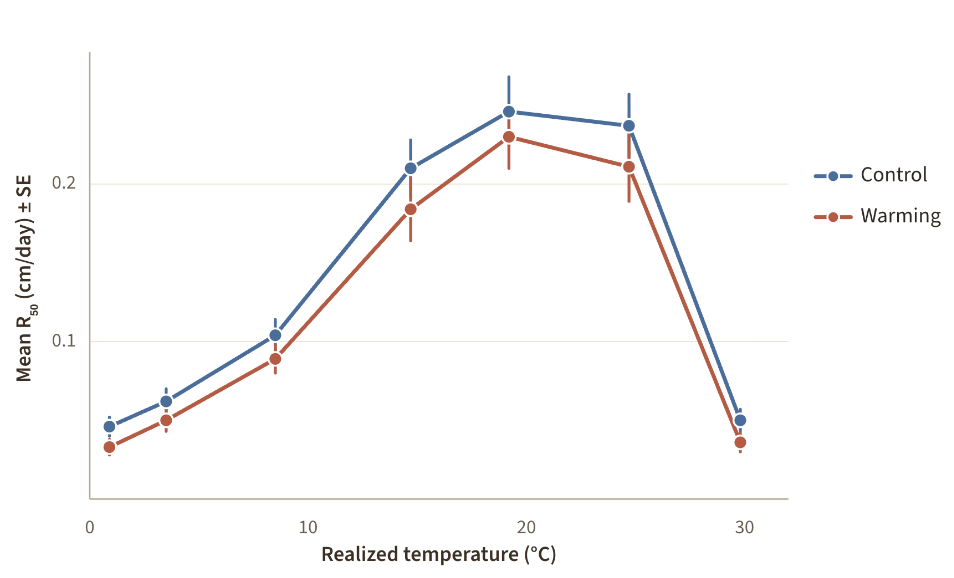 Mean R50 (cm/day) ± SE
0.2
0.1
0 10 20 30
Realized temperature (°C)
Control
Warming